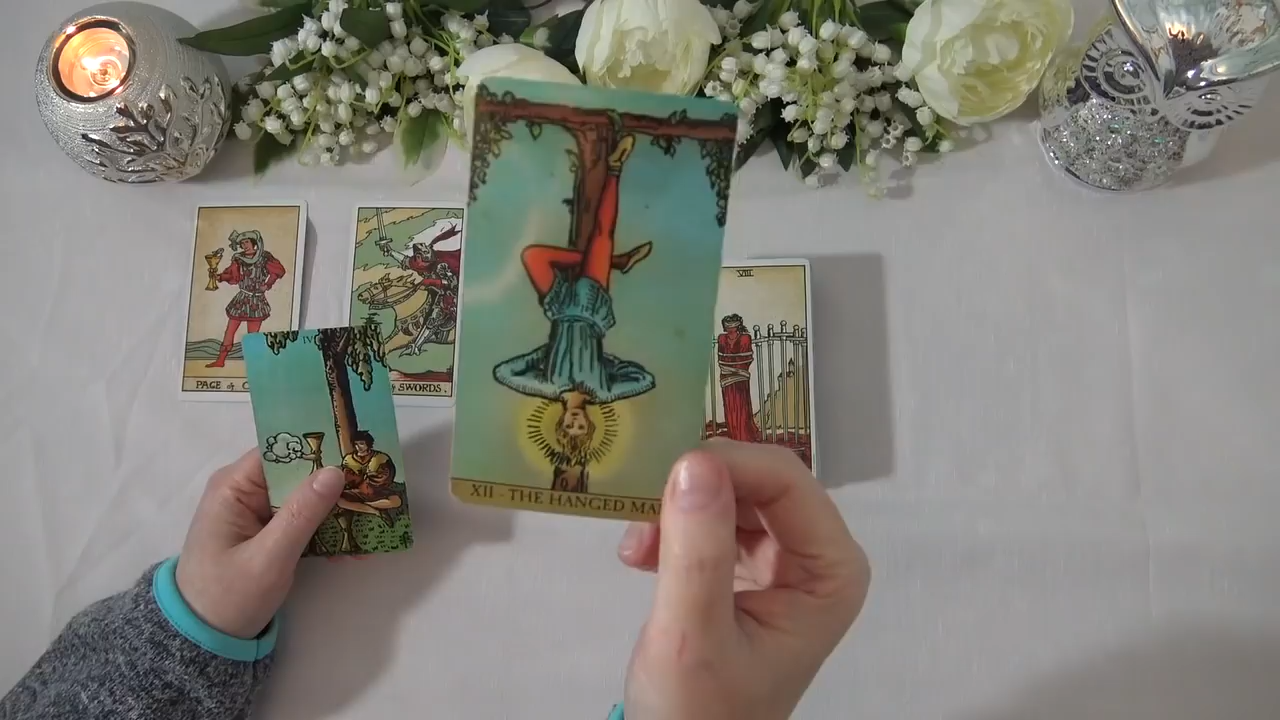 VIII
PAGE of C
SWORDS.
IV
XII - THE HANGED MA